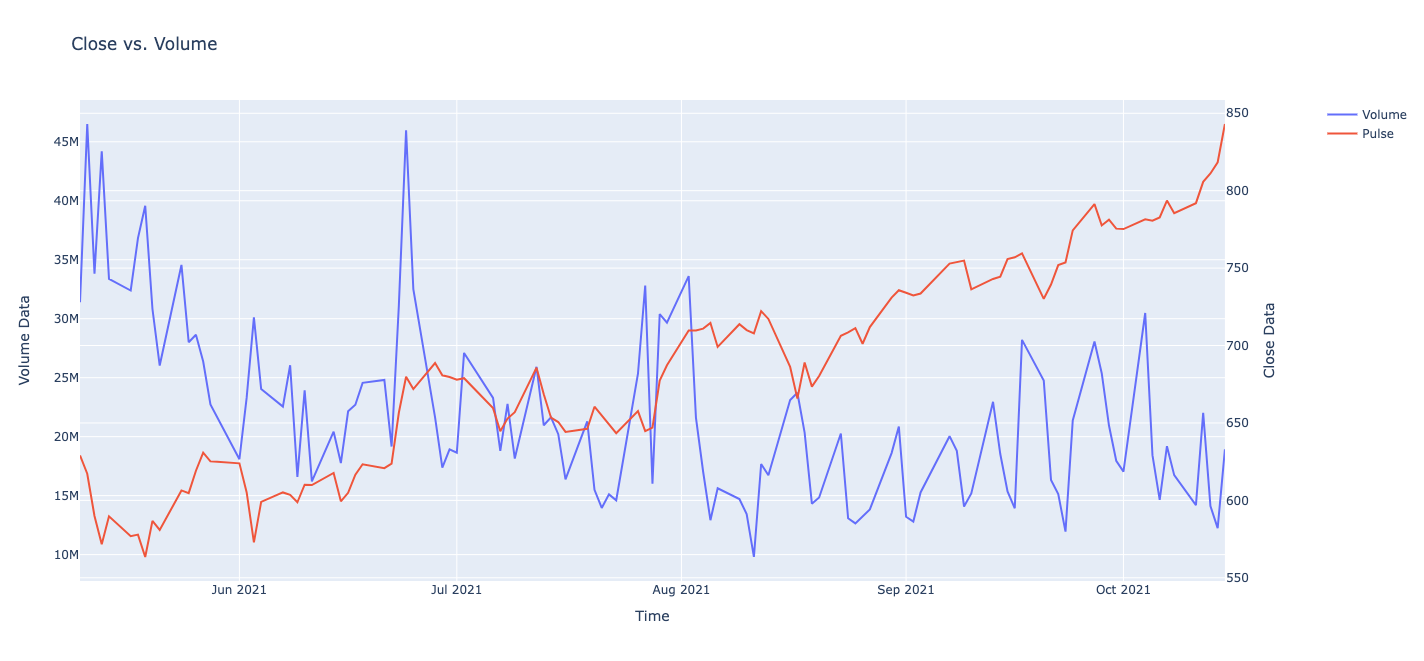 Close vs. Volume
Volume
Pulse
45M
40M
35M
30M
25M
20M
15M
10M
850
800
750
700
650
600
550
Volume Data
Close Data
Jun 2021
Jul 2021
Aug 2021
Sep 2021
Oct 2021
Time